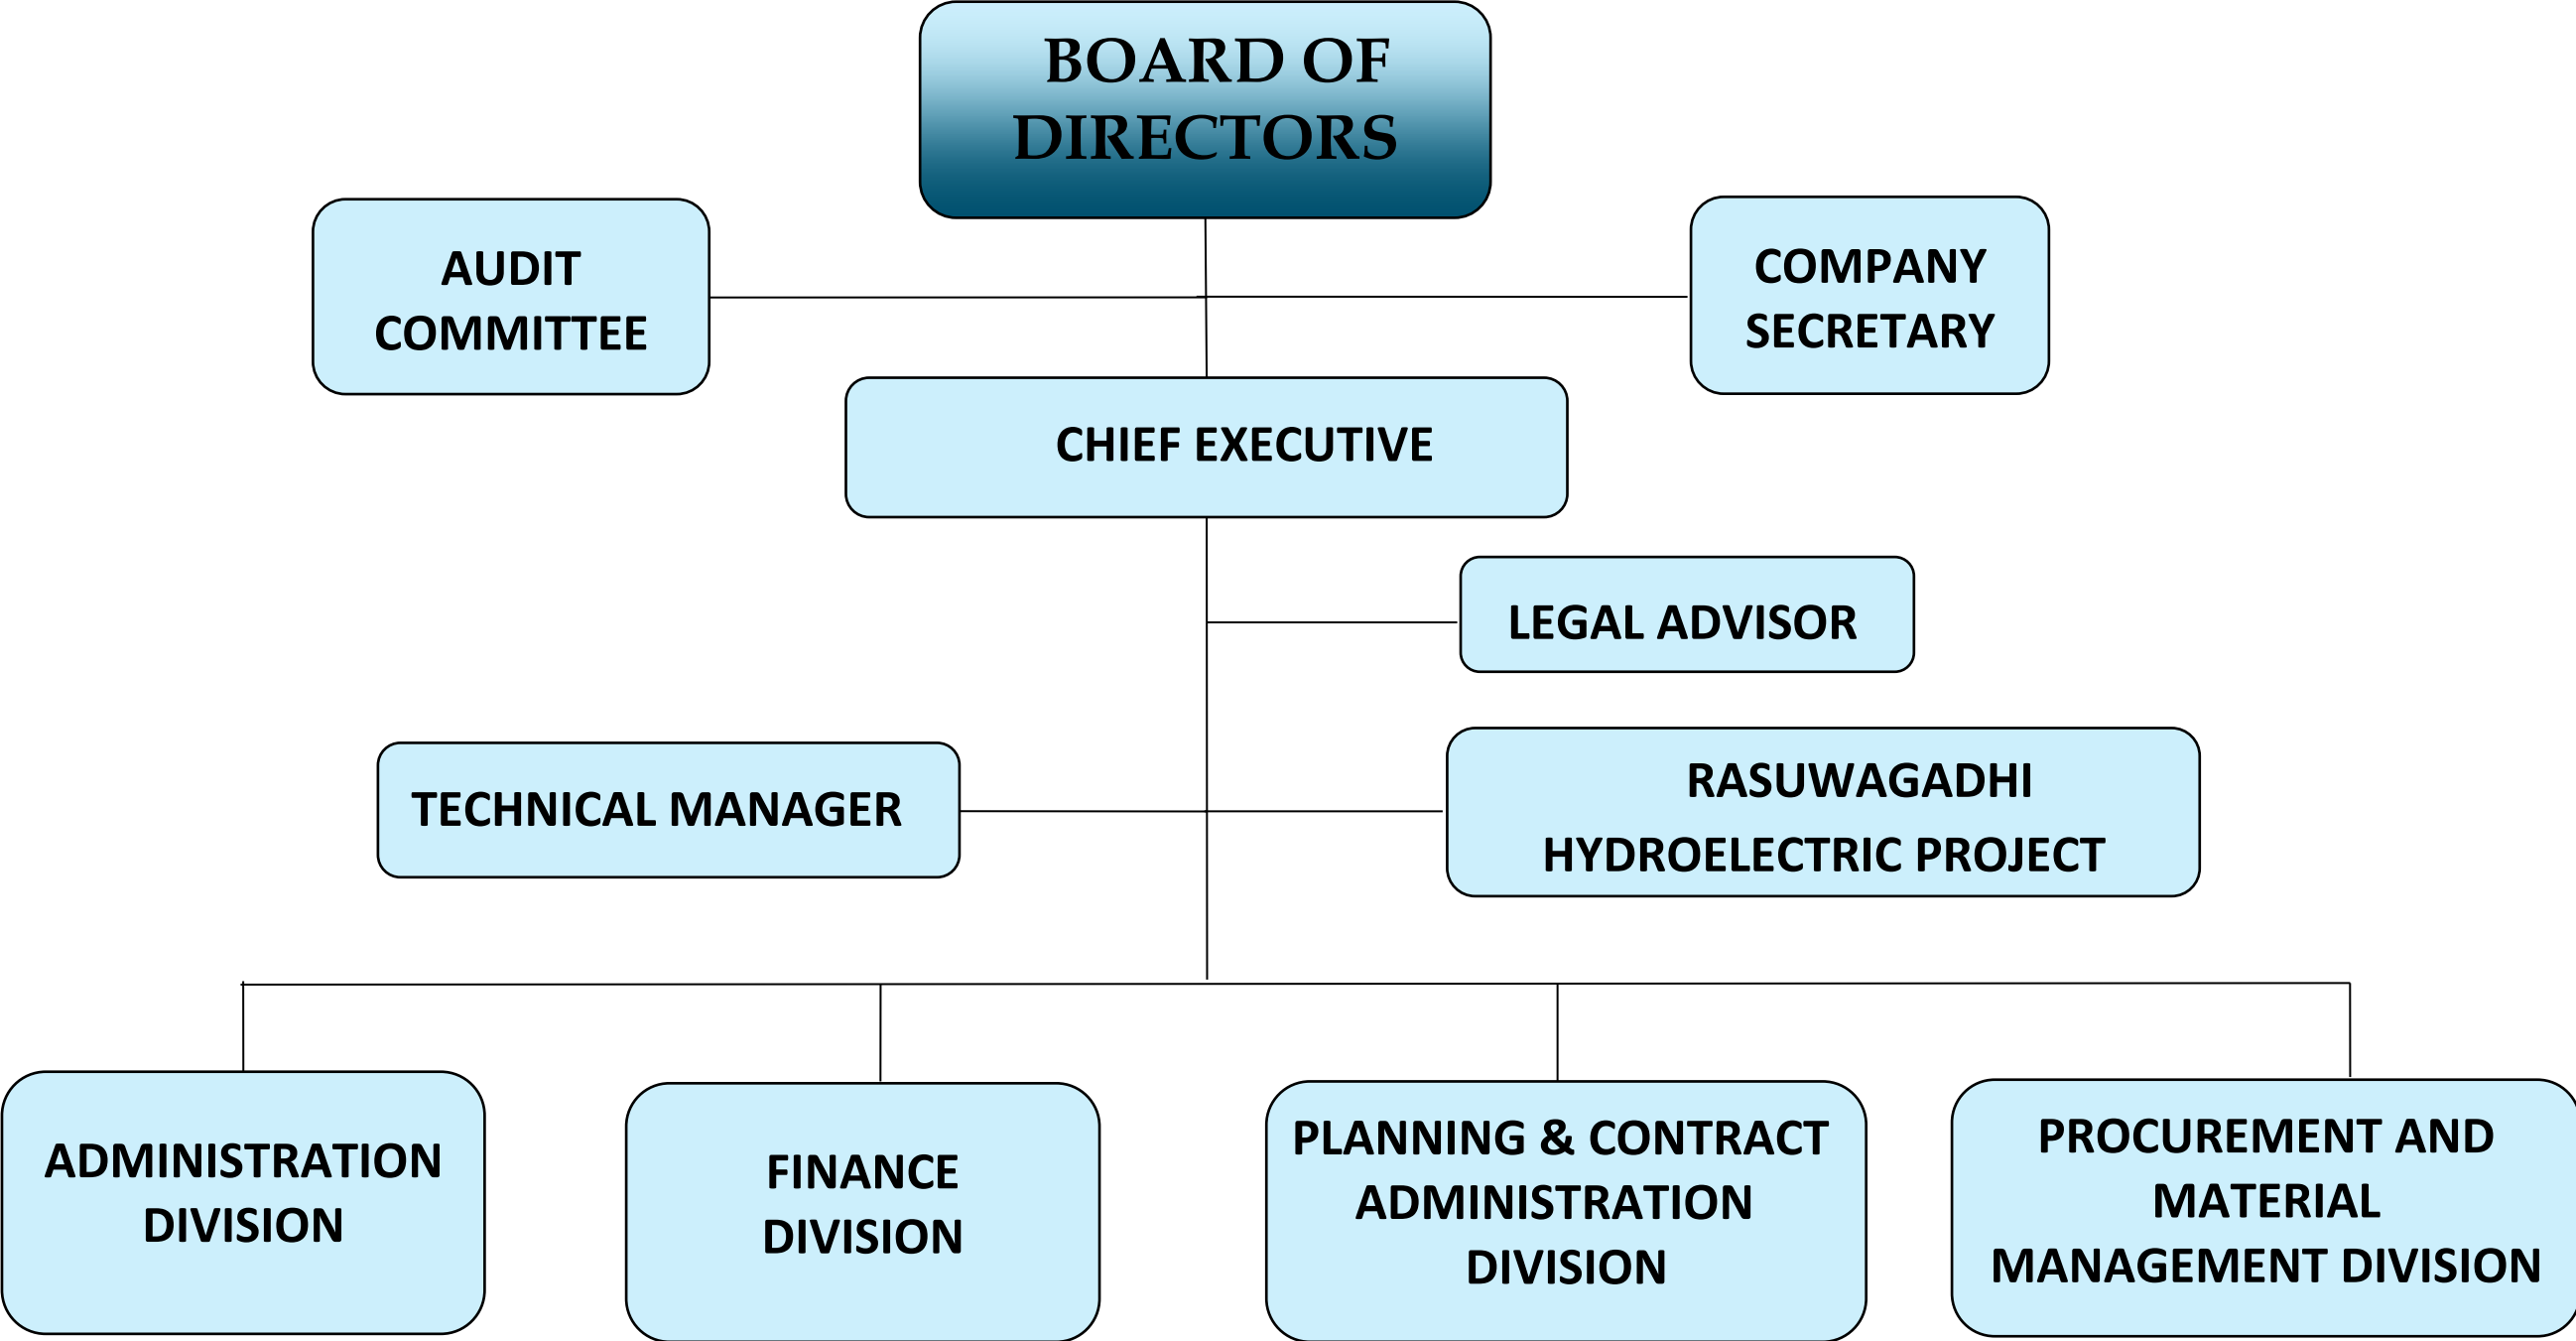 BOARD OF
DIRECTORS
AUDIT
COMMITTEE
COMPANY
SECRETARY
CHIEF EXECUTIVE
LEGAL ADVISOR
TECHNICAL MANAGER
RASUWAGADHI
HYDROELECTRIC PROJECT
ADMINISTRATION
DIVISION
FINANCE
DIVISION
PLANNING & CONTRACT
ADMINISTRATION
DIVISION
PROCUREMENT AND
MATERIAL
MANAGEMENT DIVISION